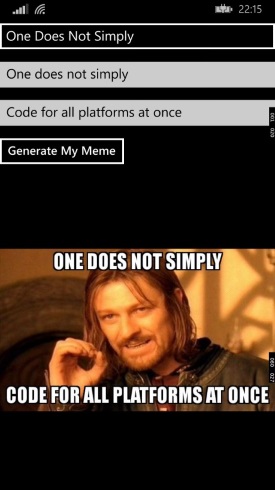 22:15
One Does Not Simply
One does not simply
Code for all platforms at once
Generate My Meme
ONE DOES NOT SIMPLY
CODE FOR ALL PLATFORMS AT ONCE